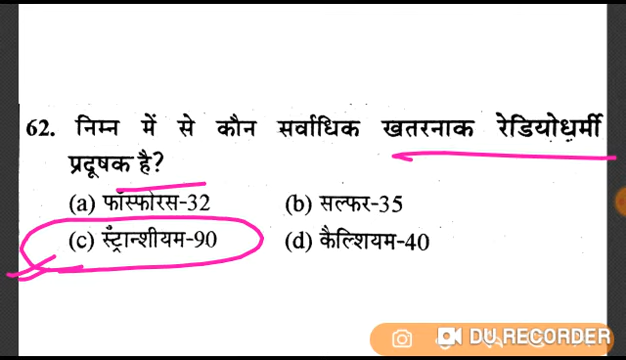 62. निम्न में से कौन सर्वाधिक खतरनाक रेडियोधर्मी
प्रदूषक है?
(a) फॉस्फोरस-32 (b) सल्फर-35
(c) स्ट्रॉन्शीयम-90 (d) कैल्शियम-40
DU RECORDER